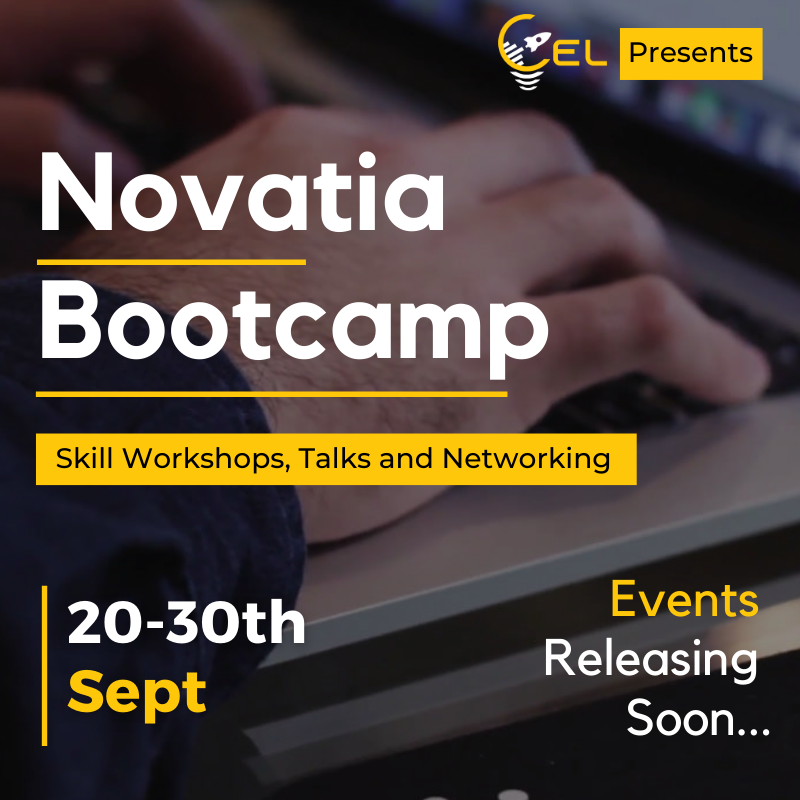 CEL Presents
Novatia
Bootcamp
Skill Workshops, Talks and Networking
20-30th
Sept
Events
Releasing
Soon...